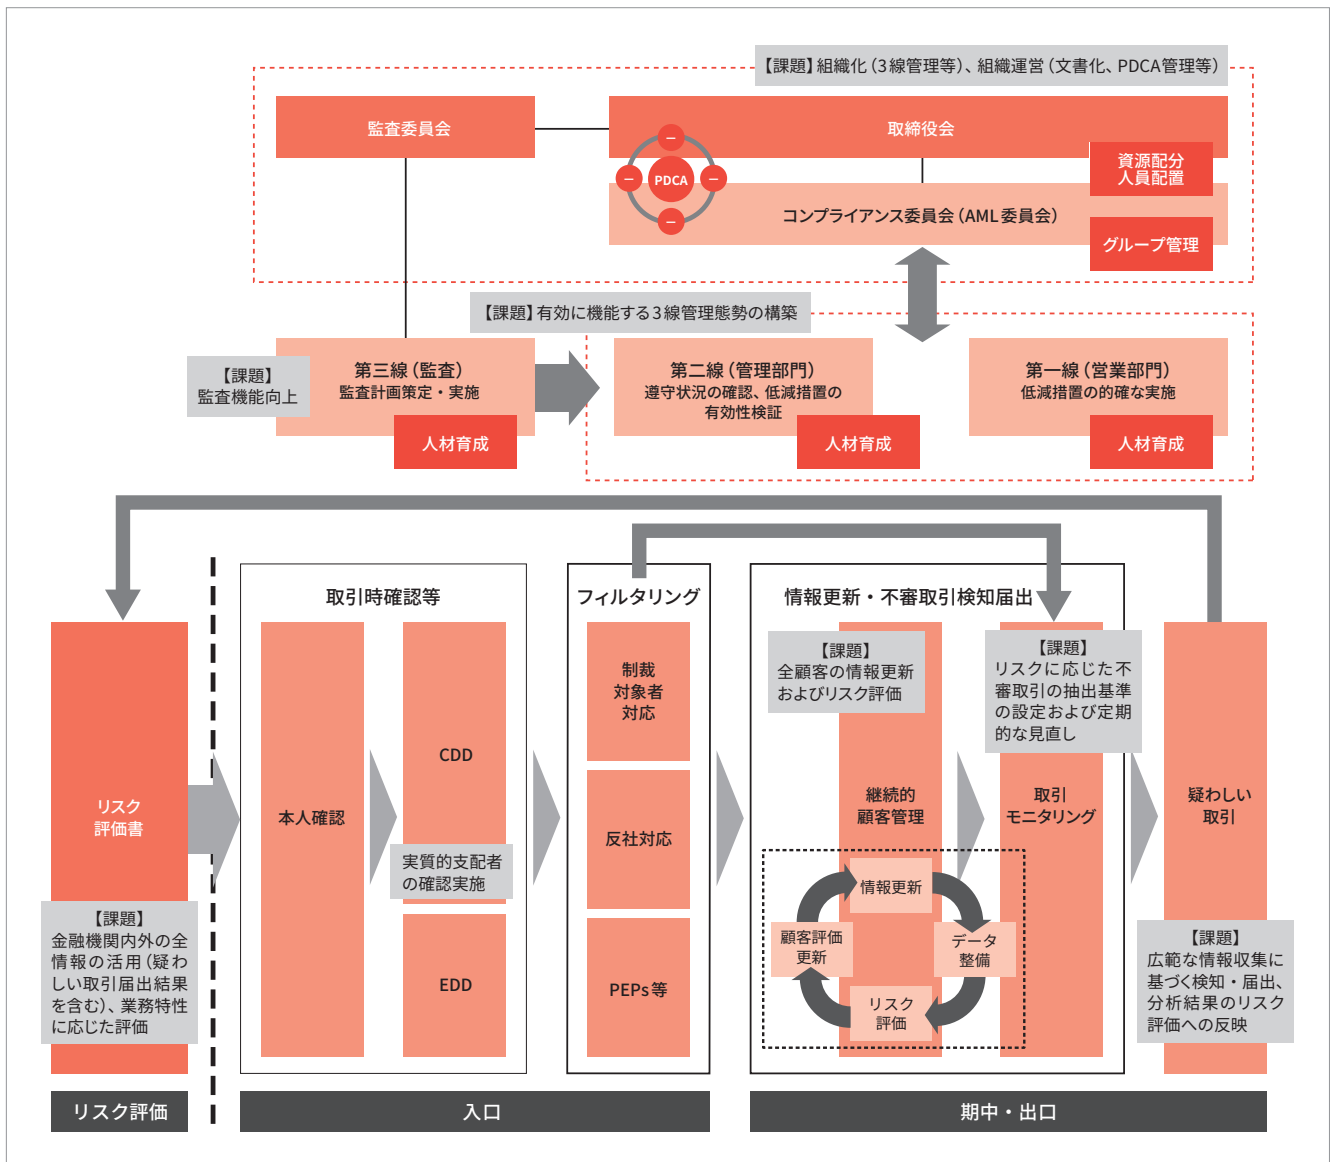 【課題】組織化（3線管理等）、組織運営（文書化、PDCA管理等）
監査委員会
取締役会
PDCA
資源配分
人員配置
コンプライアンス委員会（AML委員会）
グループ管理
【課題】有効に機能する3線管理態勢の構築
【課題】
監査機能向上
第三線（監査）
監査計画策定・実施
人材育成
第二線（管理部門）
遵守状況の確認、低減措置の
有効性検証
人材育成
第一線（営業部門）
低減措置の的確な実施
人材育成
リスク
評価書
【課題】
金融機関内外の全
情報の活用（疑わ
しい取引届出結果
を含む）、業務特性
に応じた評価
取引時確認等
本人確認
CDD
実質的支配者
の確認実施
EDD
フィルタリング
制裁
対象者
対応
反社対応
PEPs等
情報更新・不審取引検知届出
【課題】
全顧客の情報更新
およびリスク評価
継続的
顧客管理
情報更新
データ
整備
リスク
評価
顧客評価
更新
【課題】
リスクに応じた不
審取引の抽出基準
の設定および定期
的な見直し
取引
モニタリング
疑わしい
取引
【課題】
広範な情報収集に
基づく検知・届出、
分析結果のリスク
評価への反映
リスク評価
入口
期中・出口